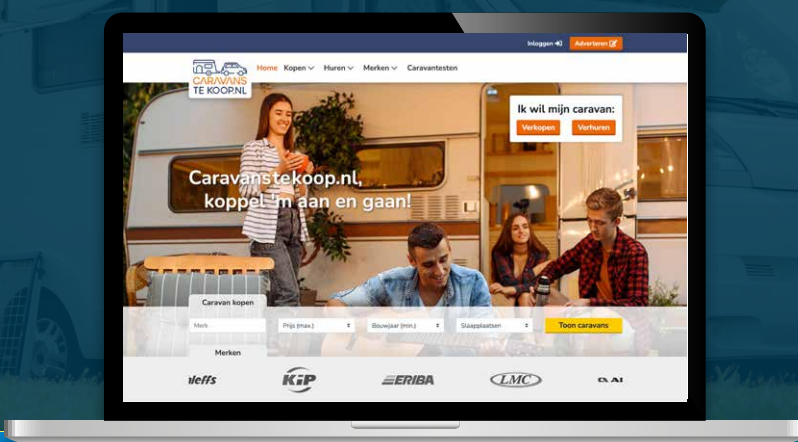 Inloggen
Adverteren
CARAVANS
TE KOOP.NL
Home Kopen Huren Merken Caravantesten
Ik wil mijn caravan:
Verkopen Verhuren
Caravanstekoop.nl,
koppel 'm aan en gaan!
Caravan kopen
Merk Prijs (max.) Bouwjaar (min.) Slaapplaatsen Toon caravans
Merken
KiP ERIBA LMC